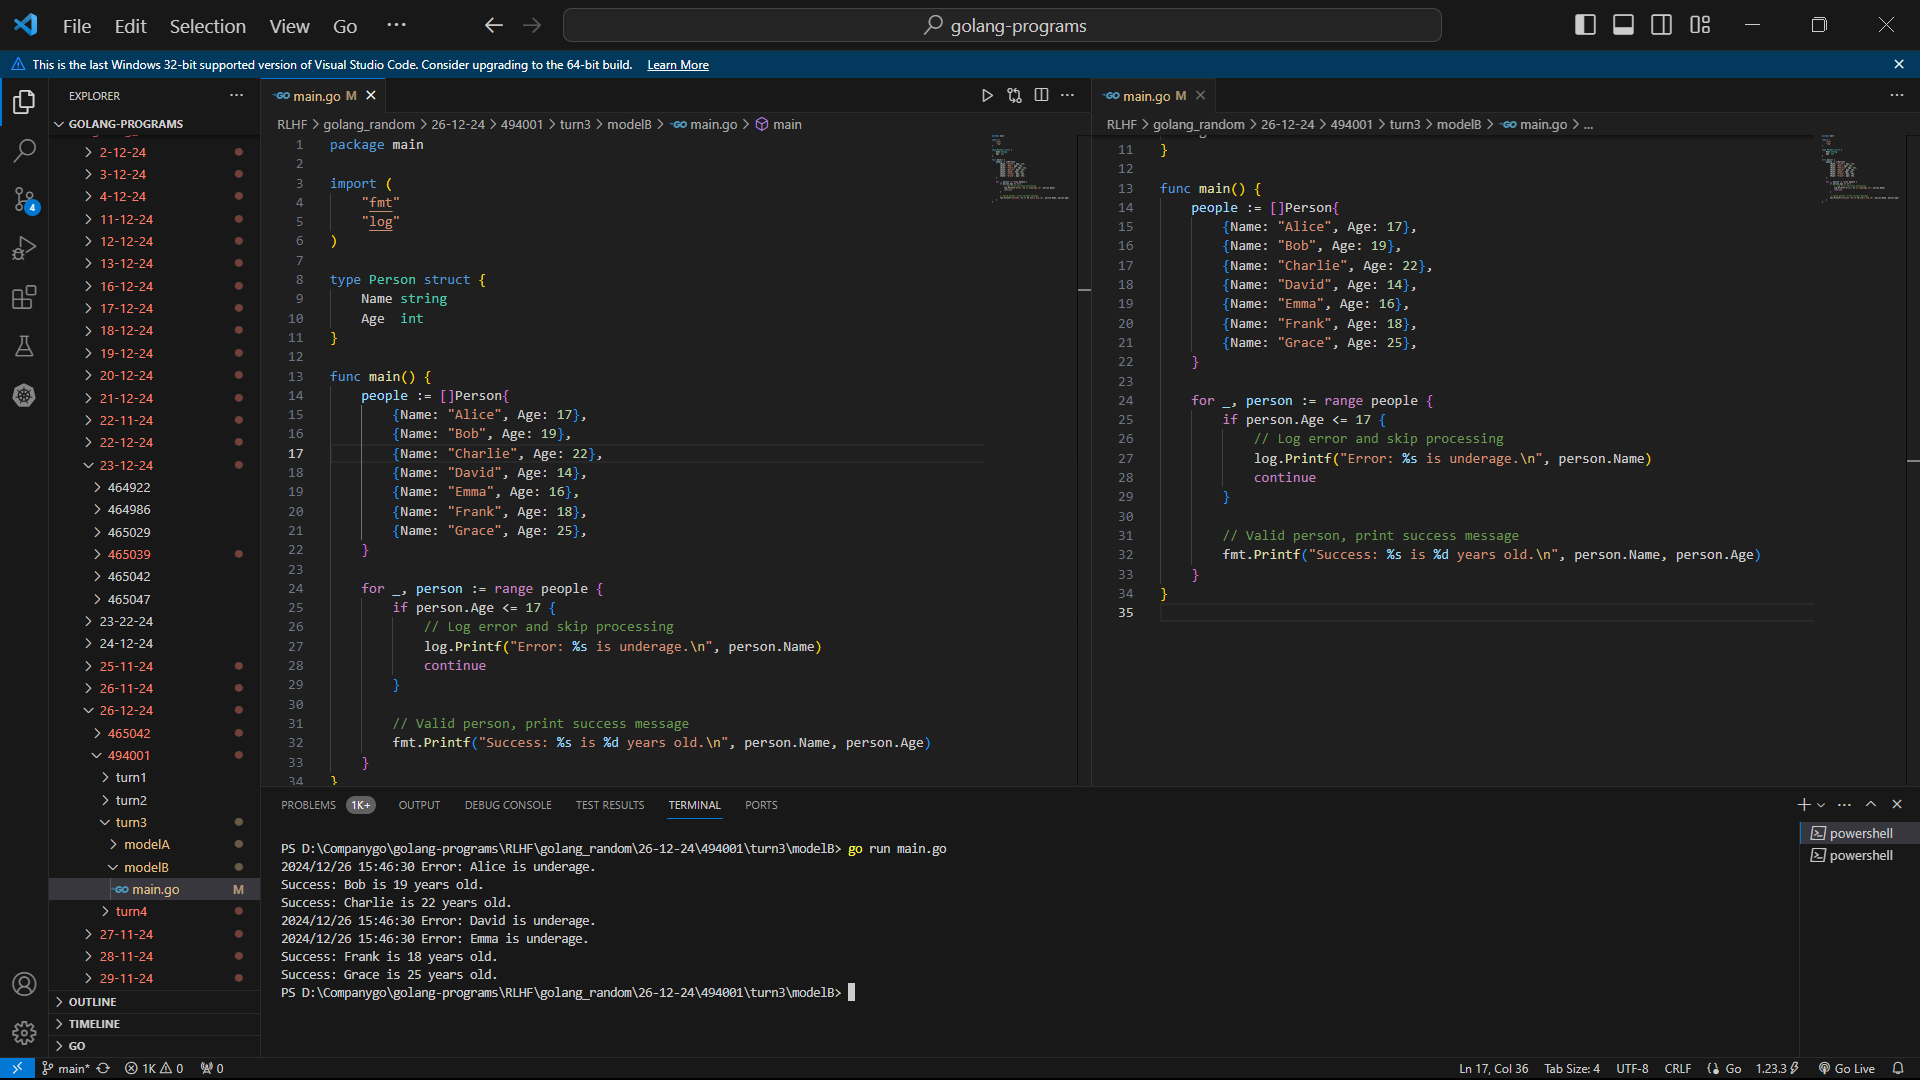 File Edit Selection View Go ···
golang-programs
This is the last Windows 32-bit supported version of Visual Studio Code. Consider upgrading to the 64-bit build. Learn More
EXPLORER
GOLANG-PROGRAMS
2-12-24
3-12-24
4-12-24
11-12-24
12-12-24
13-12-24
16-12-24
17-12-24
18-12-24
19-12-24
20-12-24
21-12-24
22-11-24
22-12-24
23-12-24
464922
464986
465029
465039
465042
465047
23-22-24
24-12-24
25-11-24
26-11-24
26-12-24
465042
494001
turn1
turn2
turn3
modelA
modelB
main.go M
turn4
27-11-24
28-11-24
29-11-24
OUTLINE
TIMELINE
GO
4
main.go M
RLHF > golang_random > 26-12-24 > 494001 > turn3 > modelB > main.go > main
1 package main
2
3 import (
4     "fmt"
5     "log"
6 )
7
8 type Person struct {
9     Name string
10     Age  int
11 }
12
13 func main() {
14     people := []Person{
15         {Name: "Alice", Age: 17},
16         {Name: "Bob", Age: 19},
17         {Name: "Charlie", Age: 22},
18         {Name: "David", Age: 14},
19         {Name: "Emma", Age: 16},
20         {Name: "Frank", Age: 18},
21         {Name: "Grace", Age: 25},
22     }
23
24     for _, person := range people {
25         if person.Age <= 17 {
26             // Log error and skip processing
27             log.Printf("Error: %s is underage.\n", person.Name)
28             continue
29         }
30
31         // Valid person, print success message
32         fmt.Printf("Success: %s is %d years old.\n", person.Name, person.Age)
33     }
34 }
main.go M
RLHF > golang_random > 26-12-24 > 494001 > turn3 > modelB > main.go > ...
11 }
12
13 func main() {
14     people := []Person{
15         {Name: "Alice", Age: 17},
16         {Name: "Bob", Age: 19},
17         {Name: "Charlie", Age: 22},
18         {Name: "David", Age: 14},
19         {Name: "Emma", Age: 16},
20         {Name: "Frank", Age: 18},
21         {Name: "Grace", Age: 25},
22     }
23
24     for _, person := range people {
25         if person.Age <= 17 {
26             // Log error and skip processing
27             log.Printf("Error: %s is underage.\n", person.Name)
28             continue
29         }
30
31         // Valid person, print success message
32         fmt.Printf("Success: %s is %d years old.\n", person.Name, person.Age)
33     }
34 }
35
PROBLEMS 1K+ OUTPUT DEBUG CONSOLE TEST RESULTS TERMINAL PORTS
PS D:\Companygo\golang-programs\RLHF\golang_random\26-12-24\494001\turn3\modelB> go run main.go
2024/12/26 15:46:30 Error: Alice is underage.
Success: Bob is 19 years old.
Success: Charlie is 22 years old.
2024/12/26 15:46:30 Error: David is underage.
2024/12/26 15:46:30 Error: Emma is underage.
Success: Frank is 18 years old.
Success: Grace is 25 years old.
PS D:\Companygo\golang-programs\RLHF\golang_random\26-12-24\494001\turn3\modelB>
powershell
powershell
main* 1K 0 0 Ln 17, Col 36 Tab Size: 4 UTF-8 CRLF Go 1.23.3 Go Live